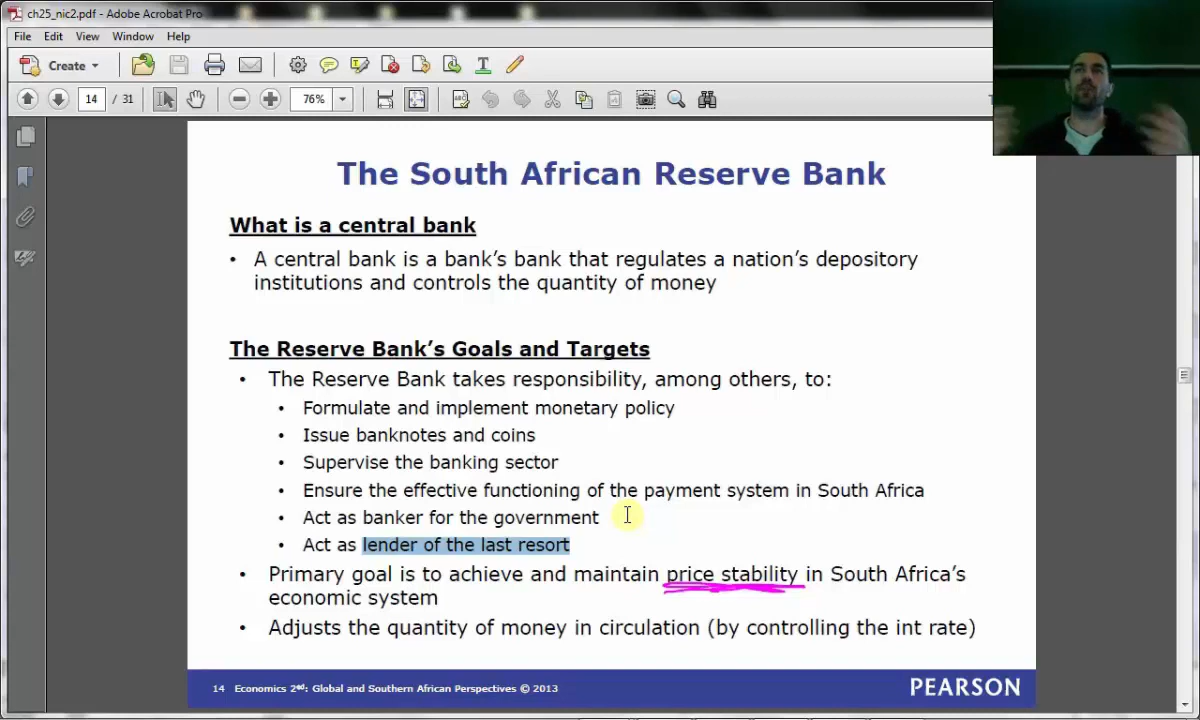 ch25_nic2.pdf - Adobe Acrobat Pro
File Edit View Window Help
Create
14 / 31 76%
The South African Reserve Bank
What is a central bank
• A central bank is a bank's bank that regulates a nation's depository
institutions and controls the quantity of money
The Reserve Bank's Goals and Targets
• The Reserve Bank takes responsibility, among others, to:
• Formulate and implement monetary policy
• Issue banknotes and coins
• Supervise the banking sector
• Ensure the effective functioning of the payment system in South Africa
• Act as banker for the government
• Act as lender of the last resort
• Primary goal is to achieve and maintain price stability in South Africa's
economic system
• Adjusts the quantity of money in circulation (by controlling the int rate)
14 Economics 2ed: Global and Southern African Perspectives © 2013
PEARSON